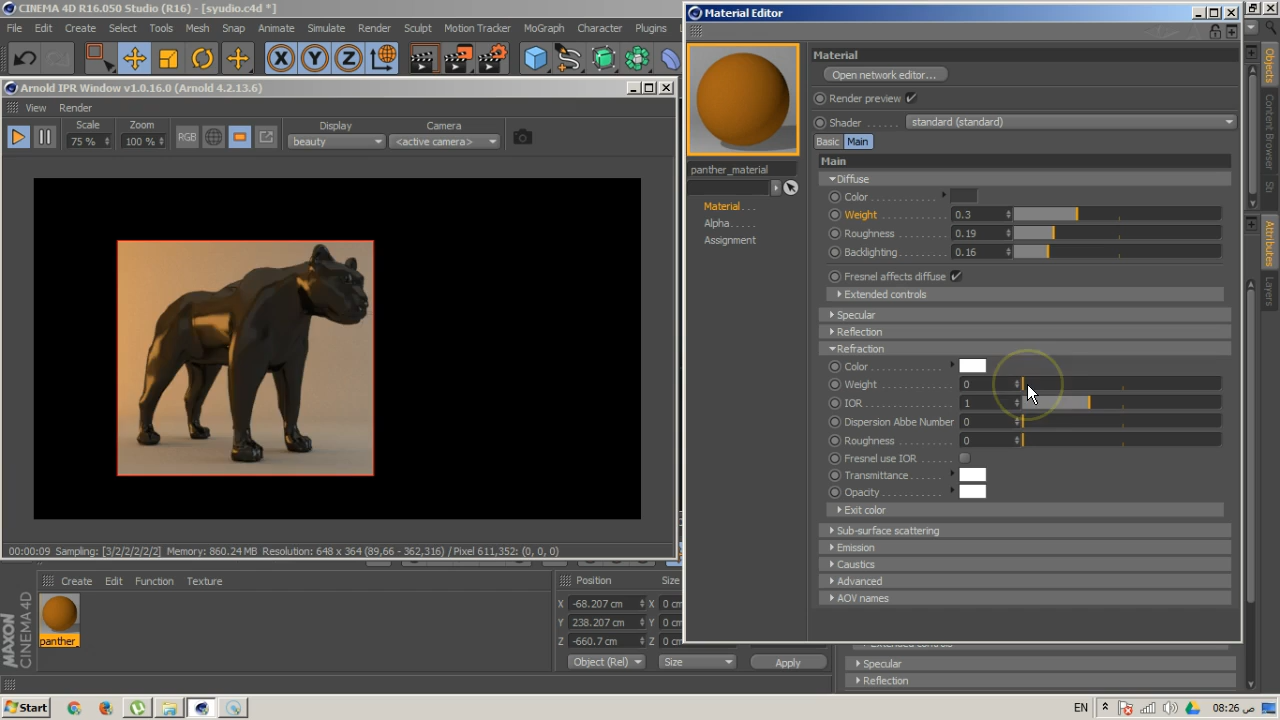 CINEMA 4D R16.050 Studio (R16) - [syudio.c4d *]
File Edit Create Select Tools Mesh Snap Animate Simulate Render Sculpt Motion Tracker MoGraph Character Plugins
X Y Z
Arnold IPR Window v1.0.16.0 (Arnold 4.2.13.6)
View Render
Scale Zoom Display Camera
75 % 100 % RGB beauty <active camera>
00:00:09 Sampling: [3/2/2/2/2/2] Memory: 860.24 MB Resolution: 648 x 364 (89,66 - 362,316) / Pixel 611,352: (0, 0, 0)
Create Edit Function Texture
panther_
MAXON
CINEMA 4D
Position Size
X -68.207 cm X 0 cm
Y 238.207 cm Y 0 cm
Z -660.7 cm Z 0 cm
Object (Rel) Size Apply
Material Editor
panther_material
Material . . .
Alpha . . . .
Assignment
Material
Open network editor...
Render preview
Shader . . . . . standard (standard)
Basic Main
Main
Diffuse
Color
Weight 0.3
Roughness 0.19
Backlighting 0.16
Fresnel affects diffuse
Extended controls
Specular
Reflection
Refraction
Color
Weight 0
IOR 1
Dispersion Abbe Number 0
Roughness 0
Fresnel use IOR
Transmittance
Opacity
Exit color
Sub-surface scattering
Emission
Caustics
Advanced
AOV names
Specular
Reflection
Objects
Content Browser
Attributes
Layers
Start
EN
08:26 ص